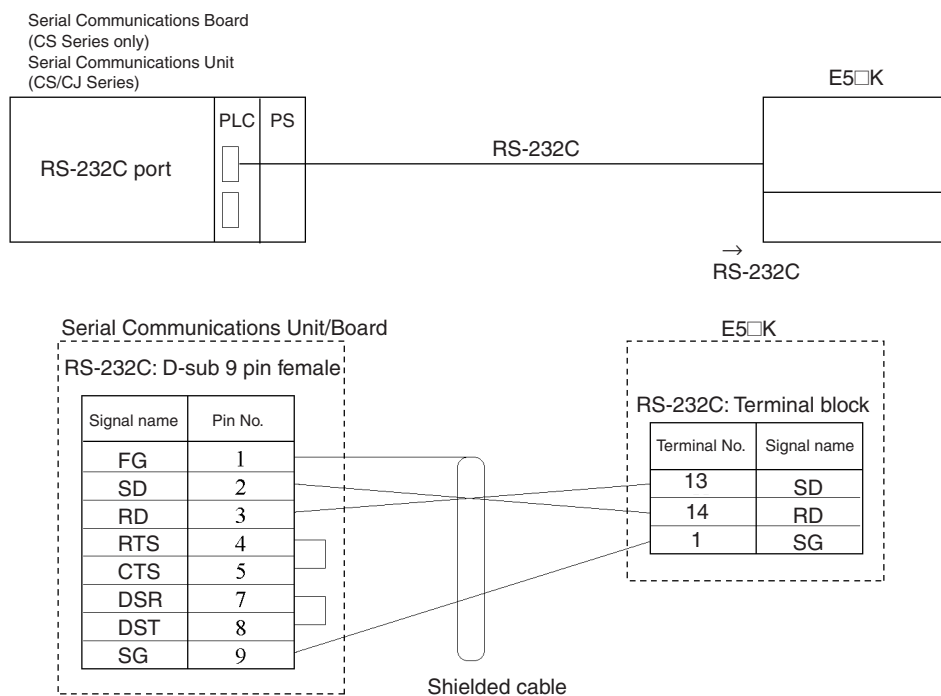 Serial Communications Board
(CS Series only)
Serial Communications Unit
(CS/CJ Series)
E5□K
PLC PS
RS-232C port
RS-232C
→
RS-232C
Serial Communications Unit/Board
E5□K
RS-232C: D-sub 9 pin female
RS-232C: Terminal block
Signal name Pin No.
FG 1
SD 2
RD 3
RTS 4
CTS 5
DSR 7
DST 8
SG 9
Terminal No. Signal name
13 SD
14 RD
1 SG
Shielded cable